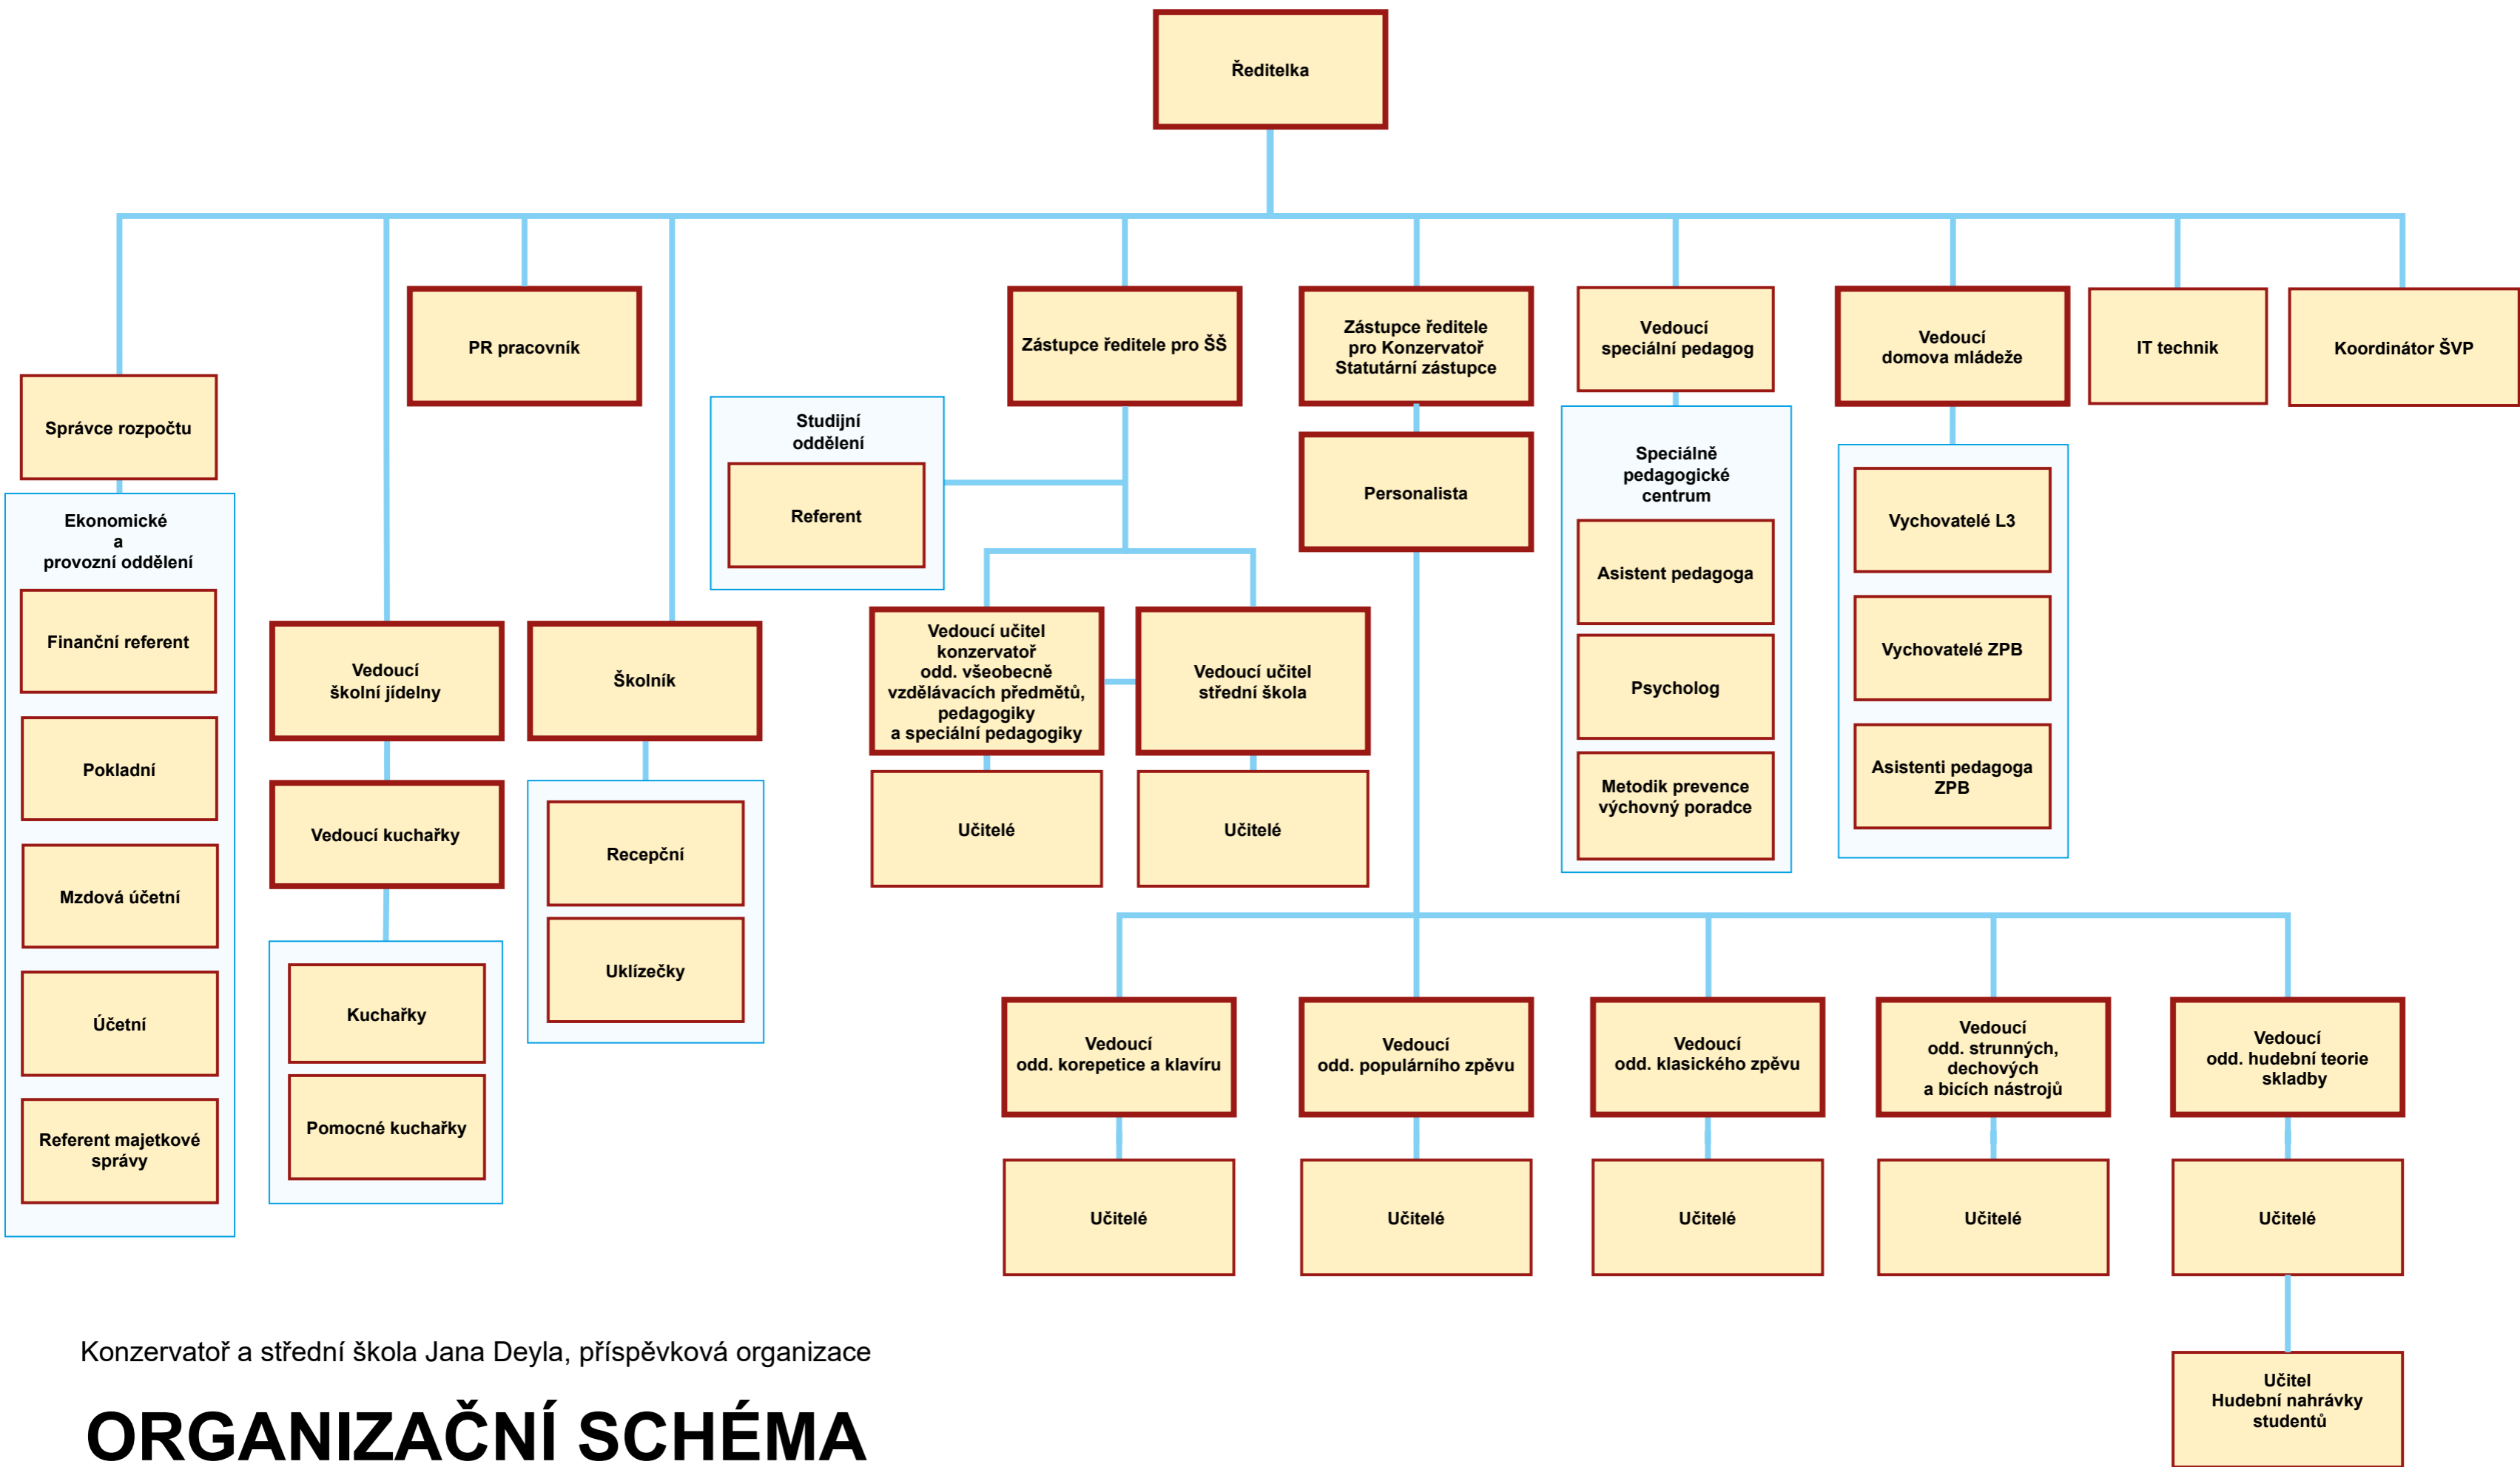 Ředitelka
PR pracovník
Zástupce ředitele pro ŠŠ
Zástupce ředitele
pro Konzervatoř
Statutární zástupce
Vedoucí
speciální pedagog
Vedoucí
domova mládeže
IT technik
Koordinátor ŠVP
Správce rozpočtu
Ekonomické
a
provozní oddělení
Finanční referent
Pokladní
Mzdová účetní
Účetní
Referent majetkové
správy
Vedoucí
školní jídelny
Vedoucí kuchařky
Kuchařky
Pomocné kuchařky
Školník
Recepční
Uklízečky
Studijní
oddělení
Referent
Vedoucí učitel
konzervatoř
odd. všeobecně
vzdělávacích předmětů,
pedagogiky
a speciální pedagogiky
Učitelé
Vedoucí učitel
střední škola
Učitelé
Personalista
Speciálně
pedagogické
centrum
Asistent pedagoga
Psycholog
Metodik prevence
výchovný poradce
Vychovatelé L3
Vychovatelé ZPB
Asistenti pedagoga
ZPB
Vedoucí
odd. korepetice a klavíru
Učitelé
Vedoucí
odd. populárního zpěvu
Učitelé
Vedoucí
odd. klasického zpěvu
Učitelé
Vedoucí
odd. strunných,
dechových
a bicích nástrojů
Učitelé
Vedoucí
odd. hudební teorie
skladby
Učitelé
Učitel
Hudební nahrávky
studentů
Konzervatoř a střední škola Jana Deyla, příspěvková organizace
ORGANIZAČNÍ SCHÉMA